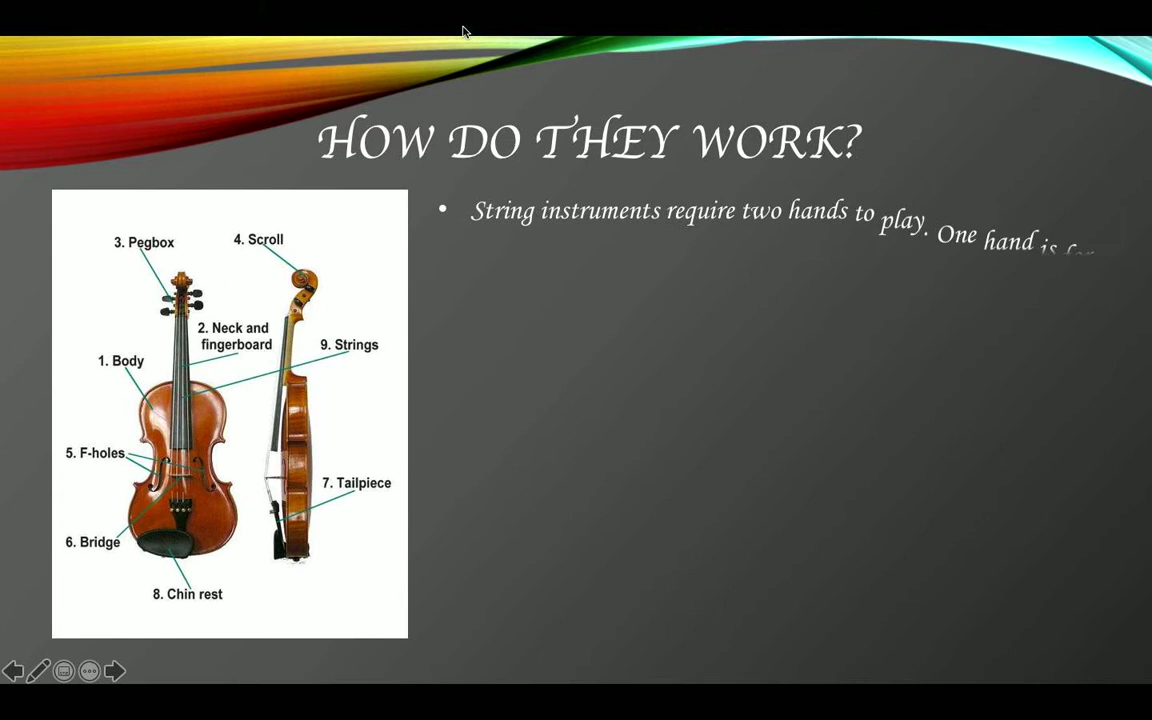 HOW DO THEY WORK?
3. Pegbox
4. Scroll
2. Neck and
fingerboard
9. Strings
1. Body
5. F-holes
7. Tailpiece
6. Bridge
8. Chin rest
• String instruments require two hands to play. One hand is